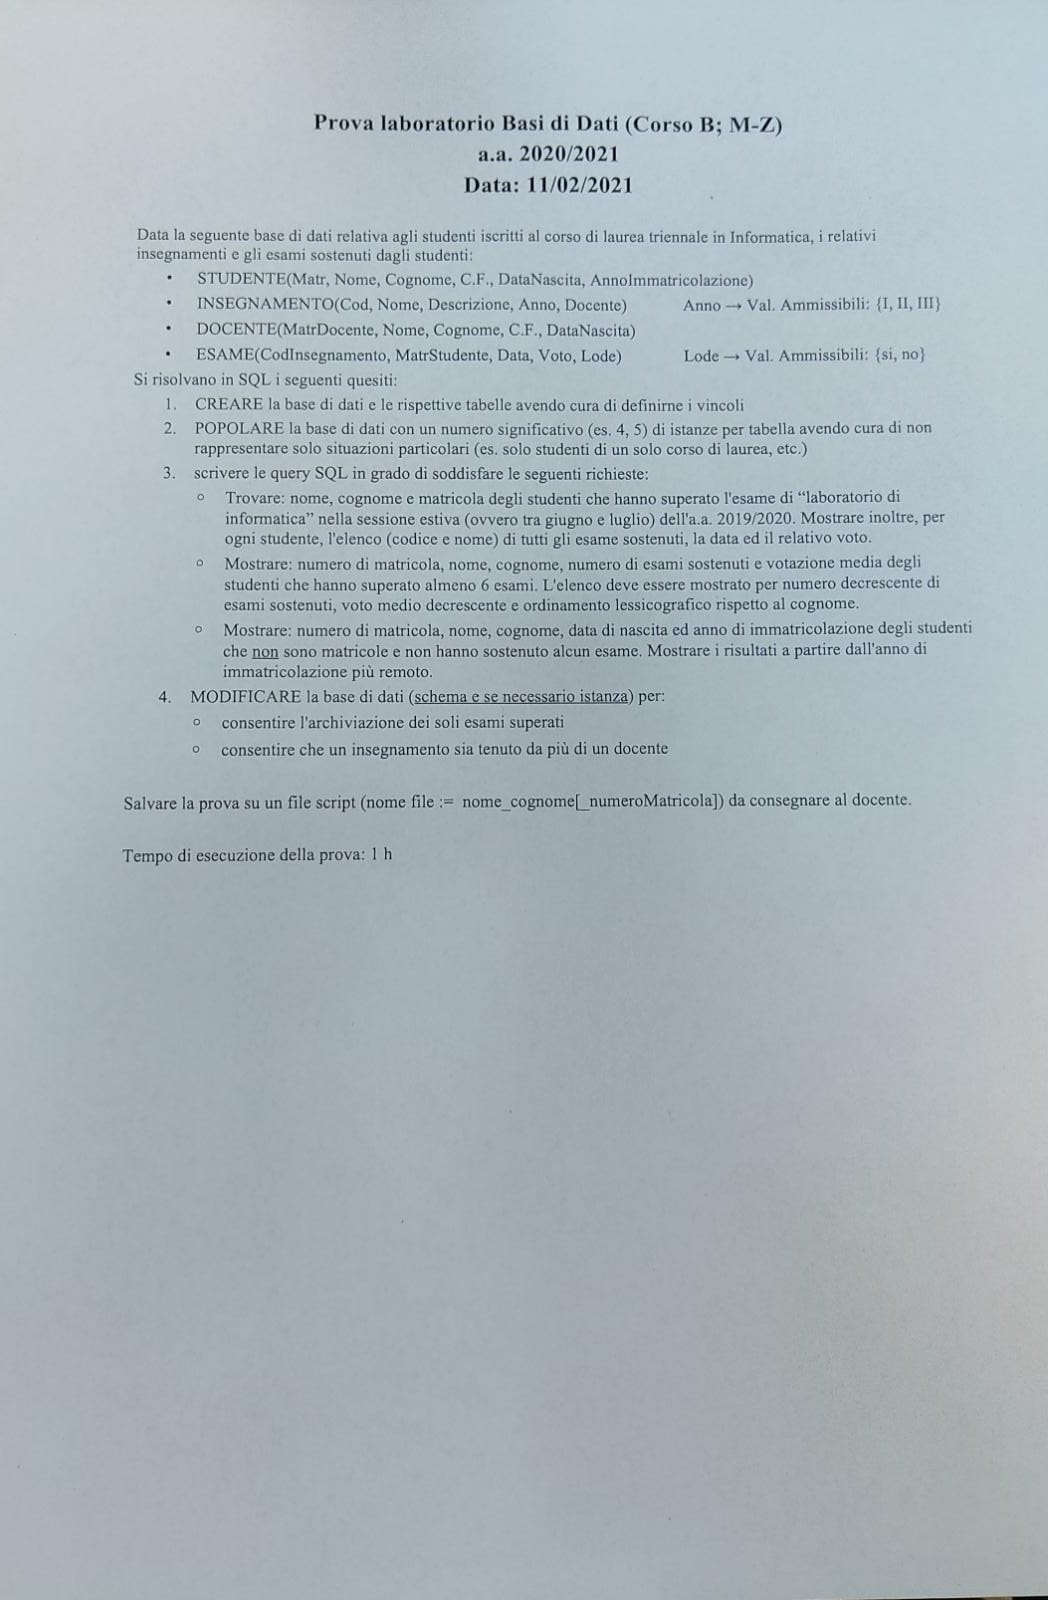 Prova laboratorio Basi di Dati (Corso B; M-Z)
a.a. 2020/2021
Data: 11/02/2021
Data la seguente base di dati relativa agli studenti iscritti al corso di laurea triennale in Informatica, i relativi
insegnamenti e gli esami sostenuti dagli studenti:
• STUDENTE(Matr, Nome, Cognome, C.F., DataNascita, AnnoImmatricolazione)
• INSEGNAMENTO(Cod, Nome, Descrizione, Anno, Docente) Anno → Val. Ammissibili: {I, II, III}
• DOCENTE(MatrDocente, Nome, Cognome, C.F., DataNascita)
• ESAME(CodInsegnamento, MatrStudente, Data, Voto, Lode) Lode → Val. Ammissibili: {si, no}
Si risolvano in SQL i seguenti quesiti:
1. CREARE la base di dati e le rispettive tabelle avendo cura di definirne i vincoli
2. POPOLARE la base di dati con un numero significativo (es. 4, 5) di istanze per tabella avendo cura di non
rappresentare solo situazioni particolari (es. solo studenti di un solo corso di laurea, etc.)
3. scrivere le query SQL in grado di soddisfare le seguenti richieste:
○ Trovare: nome, cognome e matricola degli studenti che hanno superato l'esame di “laboratorio di
informatica” nella sessione estiva (ovvero tra giugno e luglio) dell'a.a. 2019/2020. Mostrare inoltre, per
ogni studente, l'elenco (codice e nome) di tutti gli esame sostenuti, la data ed il relativo voto.
○ Mostrare: numero di matricola, nome, cognome, numero di esami sostenuti e votazione media degli
studenti che hanno superato almeno 6 esami. L'elenco deve essere mostrato per numero decrescente di
esami sostenuti, voto medio decrescente e ordinamento lessicografico rispetto al cognome.
○ Mostrare: numero di matricola, nome, cognome, data di nascita ed anno di immatricolazione degli studenti
che non sono matricole e non hanno sostenuto alcun esame. Mostrare i risultati a partire dall'anno di
immatricolazione più remoto.
4. MODIFICARE la base di dati (schema e se necessario istanza) per:
○ consentire l'archiviazione dei soli esami superati
○ consentire che un insegnamento sia tenuto da più di un docente
Salvare la prova su un file script (nome file := nome_cognome[_numeroMatricola]) da consegnare al docente.
Tempo di esecuzione della prova: 1 h